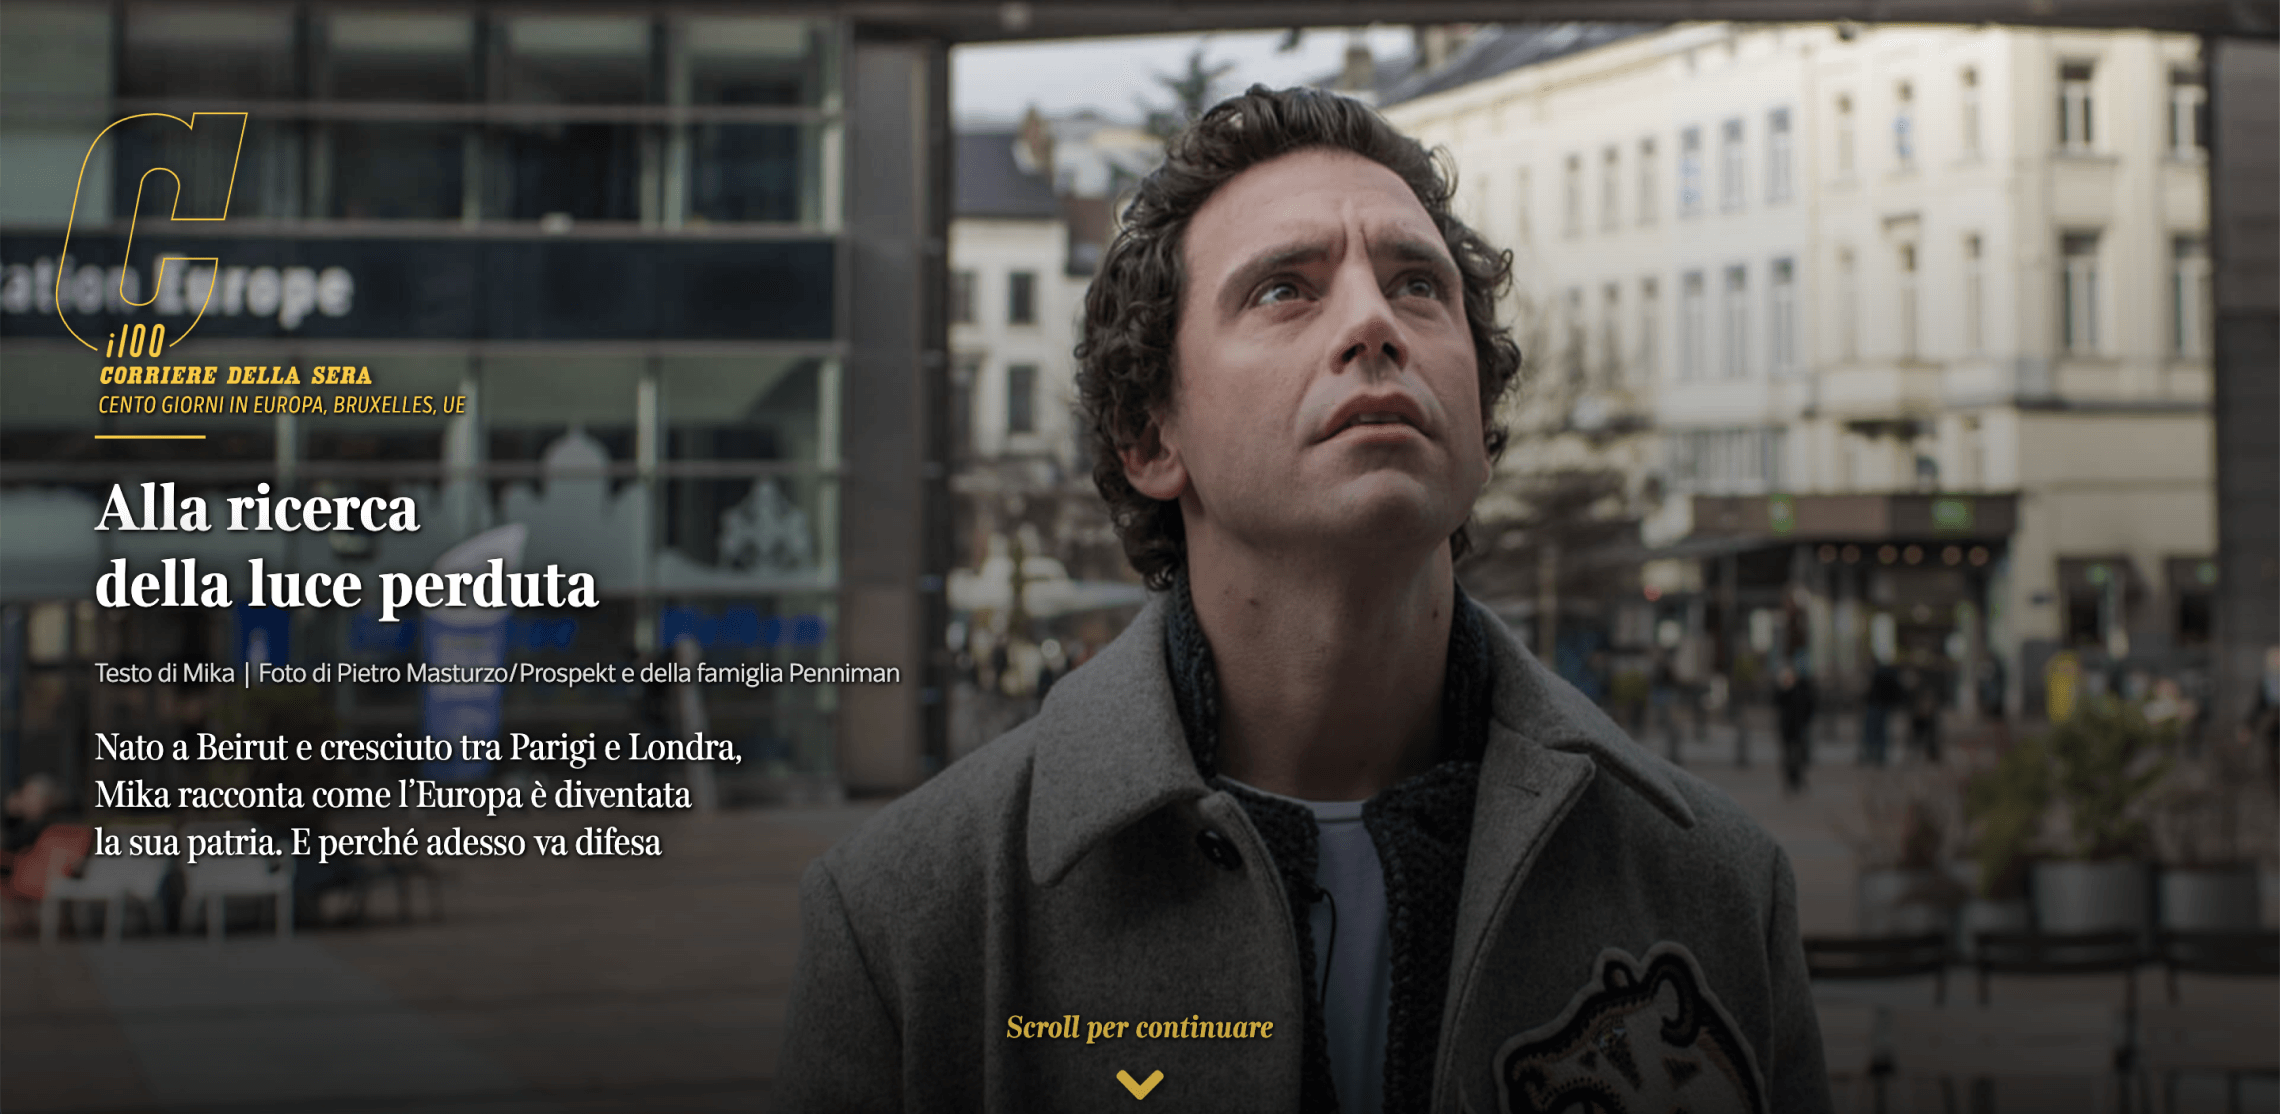 Europe
C
i100
CORRIERE DELLA SERA
CENTO GIORNI IN EUROPA, BRUXELLES, UE
Alla ricerca
della luce perduta
Testo di Mika | Foto di Pietro Masturzo/Prospekt e della famiglia Penniman
Nato a Beirut e cresciuto tra Parigi e Londra,
Mika racconta come l’Europa è diventata
la sua patria. E perché adesso va difesa
Scroll per continuare